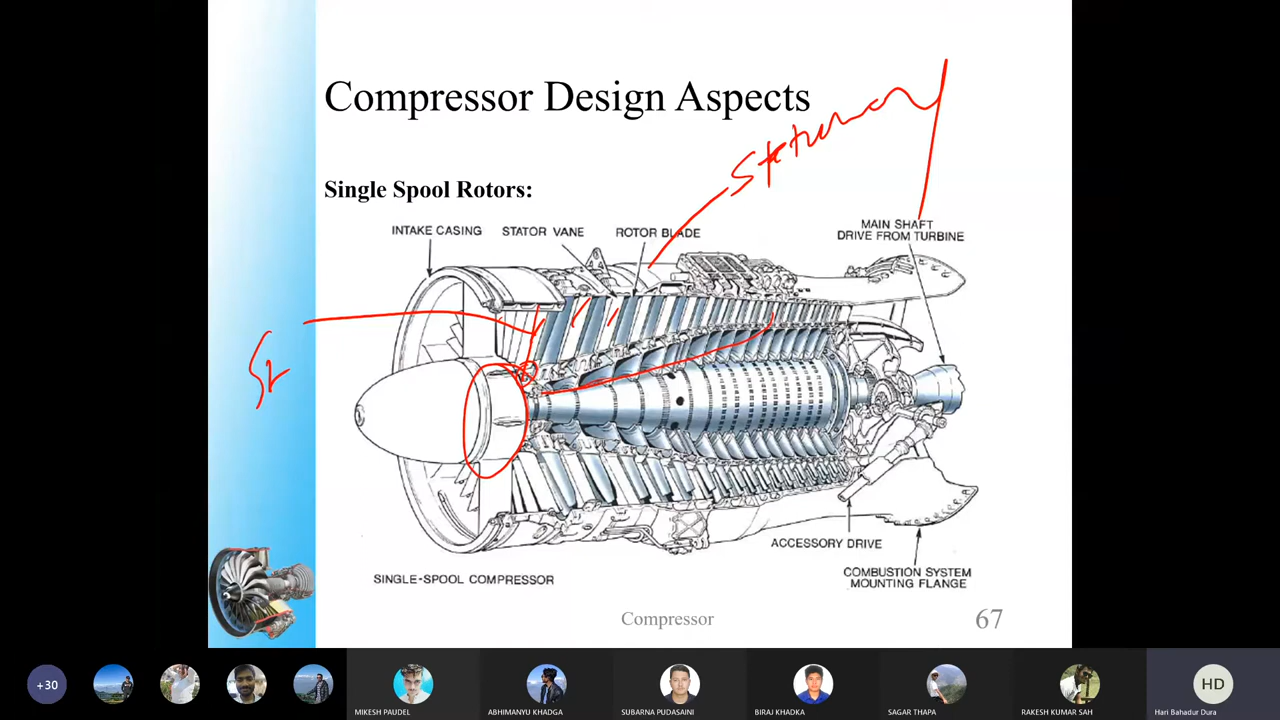 Compressor Design Aspects
Stationary
Single Spool Rotors:
INTAKE CASING
STATOR VANE
ROTOR BLADE
MAIN SHAFT
DRIVE FROM TURBINE
ACCESSORY DRIVE
COMBUSTION SYSTEM
MOUNTING FLANGE
SINGLE-SPOOL COMPRESSOR
Compressor
67
+30
MIKESH PAUDEL
ABHIMANYU KHADGA
SUBARNA PUDASAINI
BIRAJ KHADKA
SAGAR THAPA
RAKESH KUMAR SAH
HD
Hari Bahadur Dura